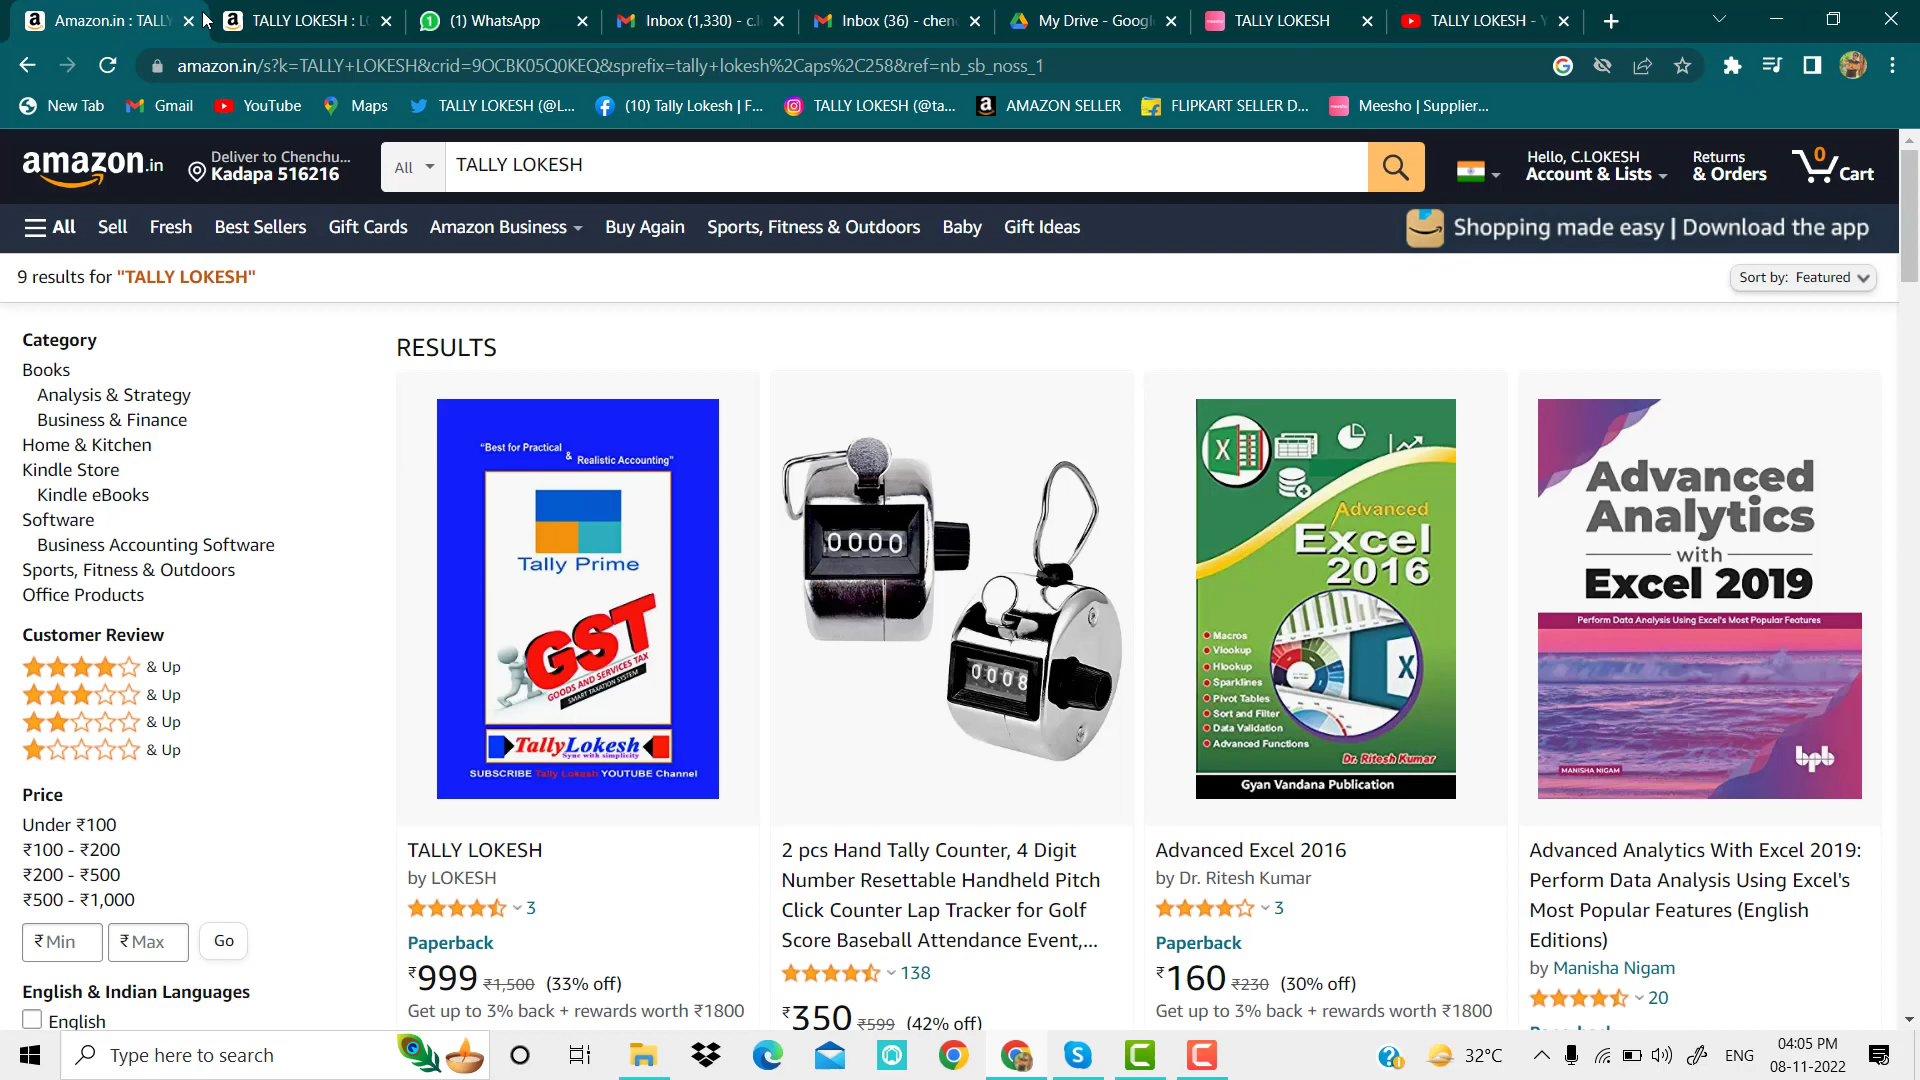 Amazon.in : TALLY
TALLY LOKESH : LO
(1) WhatsApp
Inbox (1,330) - c.l
Inbox (36) - chen
My Drive - Google
TALLY LOKESH
TALLY LOKESH - Y
amazon.in/s?k=TALLY+LOKESH&crid=9OCBK05Q0KEQ&sprefix=tally+lokesh%2Caps%2C258&ref=nb_sb_noss_1
New Tab
Gmail
YouTube
Maps
TALLY LOKESH (@L...
(10) Tally Lokesh | F...
TALLY LOKESH (@ta...
AMAZON SELLER
FLIPKART SELLER D...
Meesho | Supplier...
amazon.in
Deliver to Chenchu...
Kadapa 516216
All
TALLY LOKESH
Hello, C.LOKESH
Account & Lists
Returns
& Orders
0
Cart
All
Sell
Fresh
Best Sellers
Gift Cards
Amazon Business
Buy Again
Sports, Fitness & Outdoors
Baby
Gift Ideas
Shopping made easy | Download the app
9 results for "TALLY LOKESH"
Sort by: Featured
Category
Books
Analysis & Strategy
Business & Finance
Home & Kitchen
Kindle Store
Kindle eBooks
Software
Business Accounting Software
Sports, Fitness & Outdoors
Office Products
Customer Review
& Up
& Up
& Up
& Up
Price
Under ₹100
₹100 - ₹200
₹200 - ₹500
₹500 - ₹1,000
₹ Min
₹ Max
Go
English & Indian Languages
English
RESULTS
"Best for Practical
&
Realistic Accounting"
Tally Prime
GST
GOODS AND SERVICES TAX
SMART TAXATION SYSTEM
TallyLokesh
Sync with simplicity
SUBSCRIBE Tally Lokesh YOUTUBE Channel
TALLY LOKESH
by LOKESH
3
Paperback
₹999 ₹1,500 (33% off)
Get up to 3% back + rewards worth ₹1800
0000
0008
2 pcs Hand Tally Counter, 4 Digit
Number Resettable Handheld Pitch
Click Counter Lap Tracker for Golf
Score Baseball Attendance Event,...
138
₹350 ₹599 (42% off)
X
Advanced
Excel
2016
Macros
Vlookup
Hlookup
Sparklines
Pivot Tables
Sort and Filter
Data Validation
Advanced Functions
X
Dr. Ritesh Kumar
Gyan Vandana Publication
Advanced Excel 2016
by Dr. Ritesh Kumar
3
Paperback
₹160 ₹230 (30% off)
Get up to 3% back + rewards worth ₹1800
Advanced
Analytics
with
Excel 2019
Perform Data Analysis Using Excel's Most Popular Features
MANISHA NIGAM
bpb
Advanced Analytics With Excel 2019:
Perform Data Analysis Using Excel's
Most Popular Features (English
Editions)
by Manisha Nigam
20
Paperback
Type here to search
32°C
ENG
04:05 PM
08-11-2022